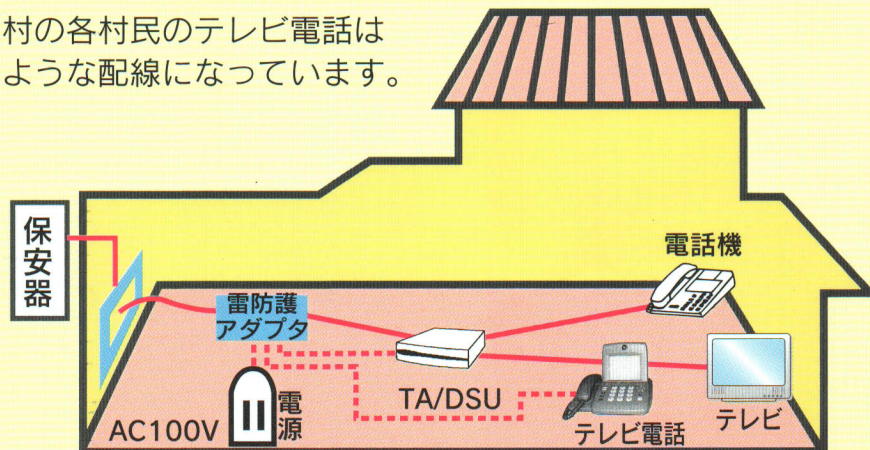 村の各村民のテレビ電話は
ような配線になっています。
保安器
電話機
雷防護
アダプタ
TA/DSU
AC100V
電源
テレビ電話
テレビ